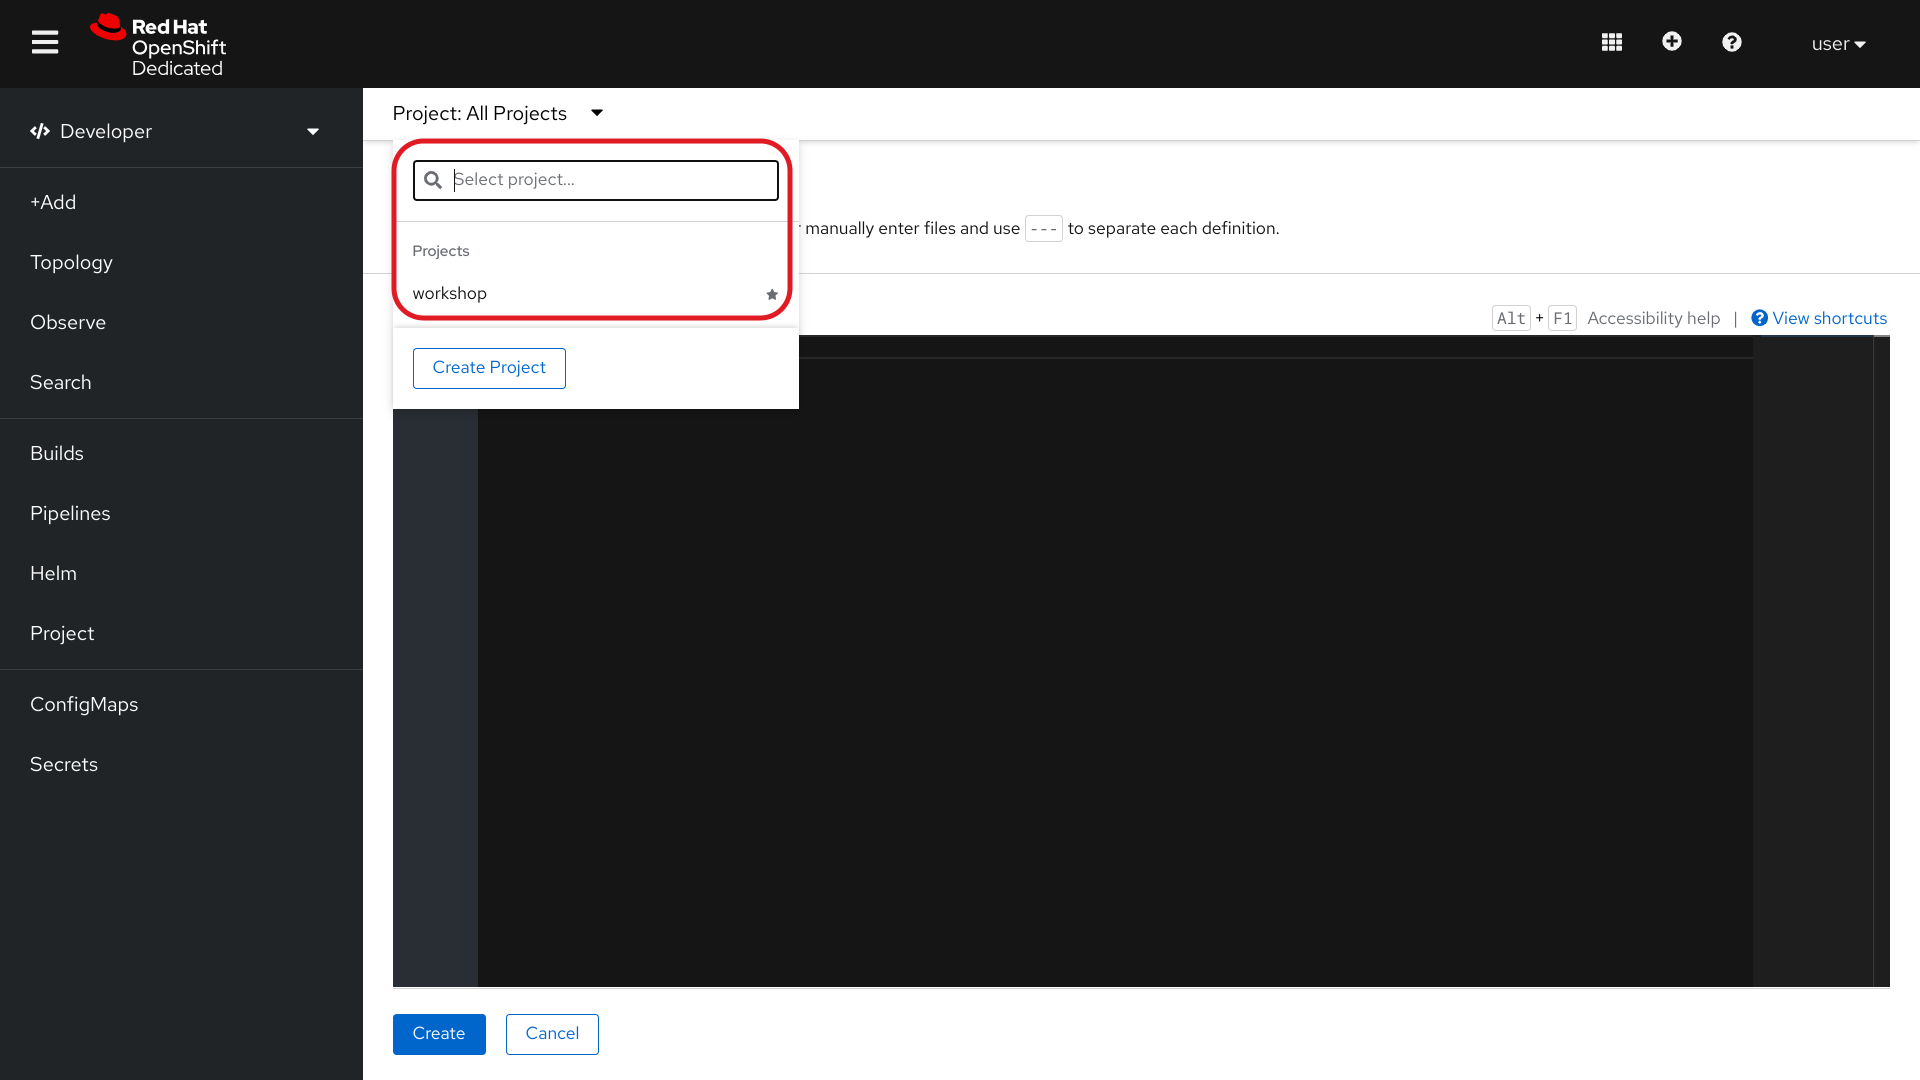 Red Hat
OpenShift
Dedicated
user
Developer
Project: All Projects
+Add
Topology
Observe
Search
Builds
Pipelines
Helm
Project
ConfigMaps
Secrets
Select project...
Projects
workshop
Create Project
manually enter files and use --- to separate each definition.
Alt + F1 Accessibility help | View shortcuts
Create Cancel